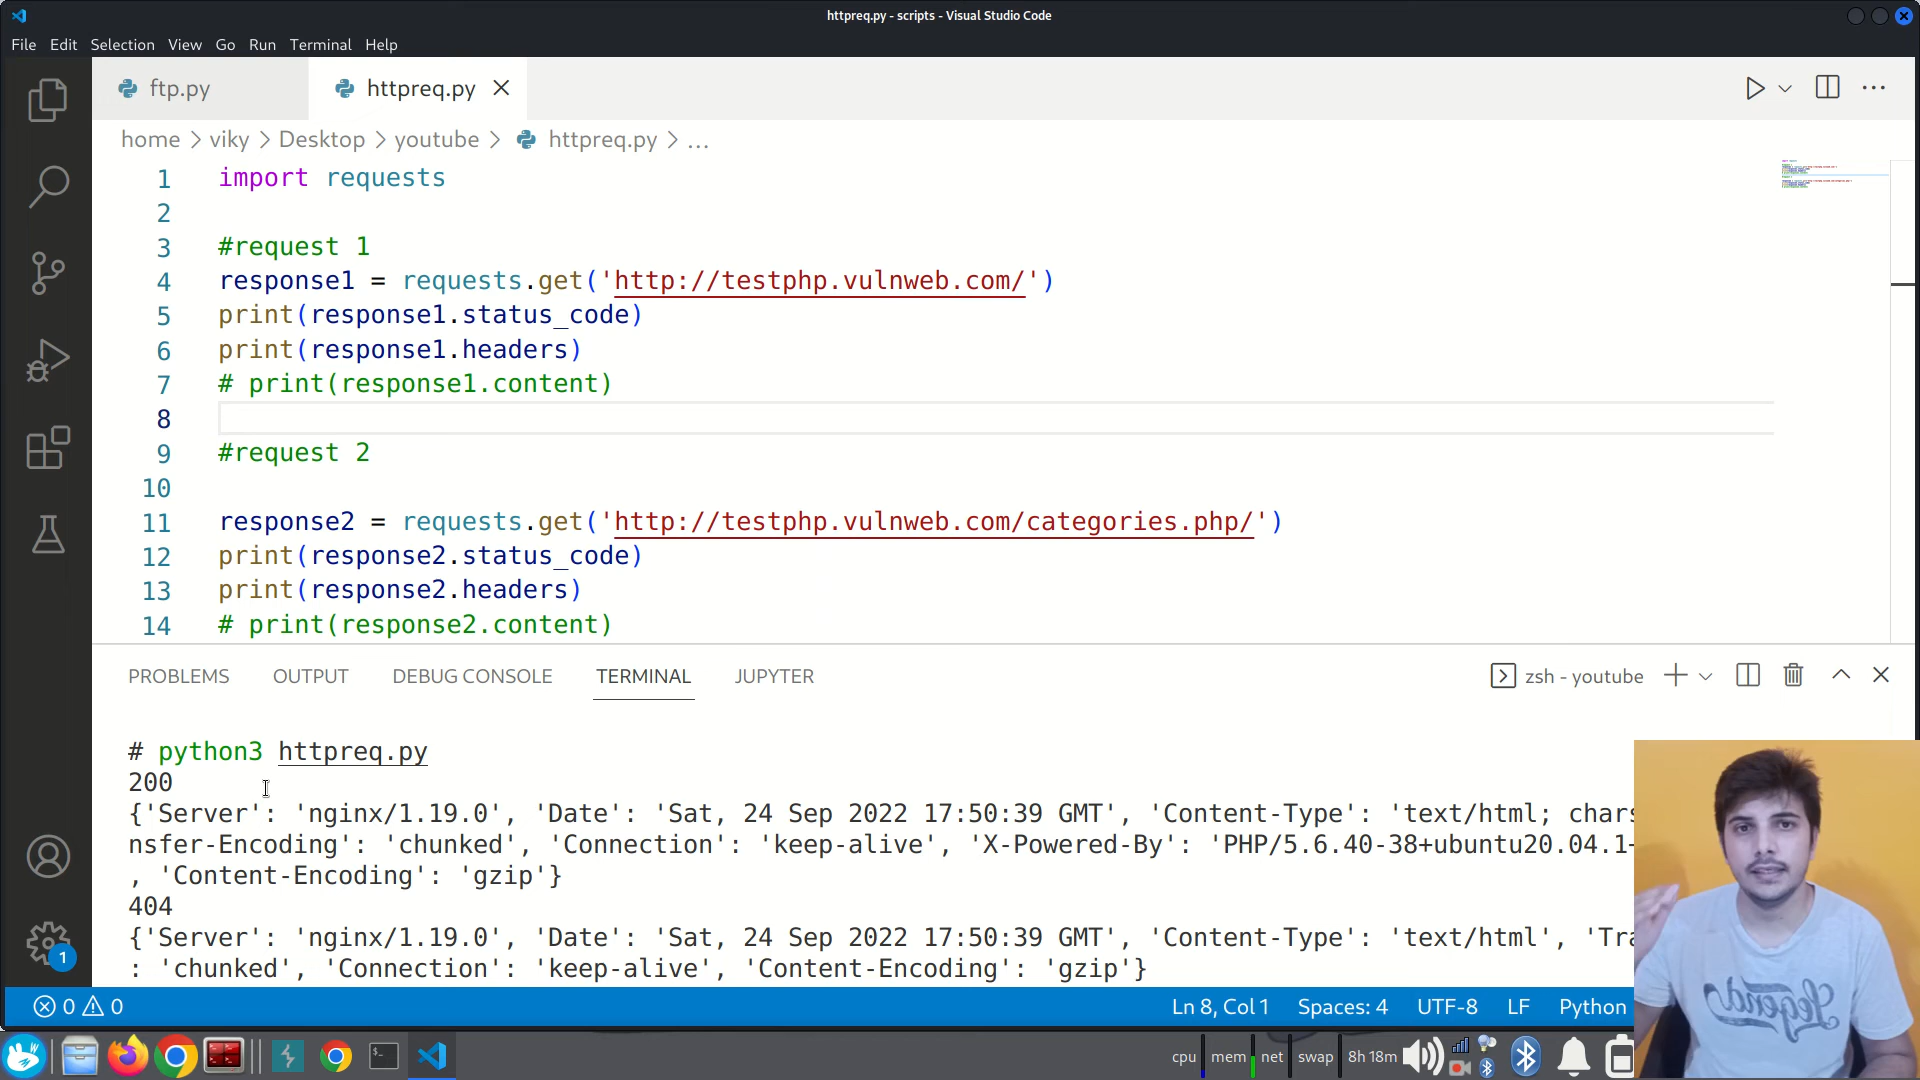 httpreq.py - scripts - Visual Studio Code
File Edit Selection View Go Run Terminal Help
ftp.py httpreq.py
home > viky > Desktop > youtube > httpreq.py > ...
1 import requests
2
3 #request 1
4 response1 = requests.get('http://testphp.vulnweb.com/')
5 print(response1.status_code)
6 print(response1.headers)
7 # print(response1.content)
8
9 #request 2
10
11 response2 = requests.get('http://testphp.vulnweb.com/categories.php/')
12 print(response2.status_code)
13 print(response2.headers)
14 # print(response2.content)
PROBLEMS OUTPUT DEBUG CONSOLE TERMINAL JUPYTER zsh - youtube
# python3 httpreq.py
200
{'Server': 'nginx/1.19.0', 'Date': 'Sat, 24 Sep 2022 17:50:39 GMT', 'Content-Type': 'text/html; chars
nsfer-Encoding': 'chunked', 'Connection': 'keep-alive', 'X-Powered-By': 'PHP/5.6.40-38+ubuntu20.04.1-
, 'Content-Encoding': 'gzip'}
404
{'Server': 'nginx/1.19.0', 'Date': 'Sat, 24 Sep 2022 17:50:39 GMT', 'Content-Type': 'text/html', 'Tra
: 'chunked', 'Connection': 'keep-alive', 'Content-Encoding': 'gzip'}
Legends
1
0 0 Ln 8, Col 1 Spaces: 4 UTF-8 LF Python
cpu mem net swap 8h 18m